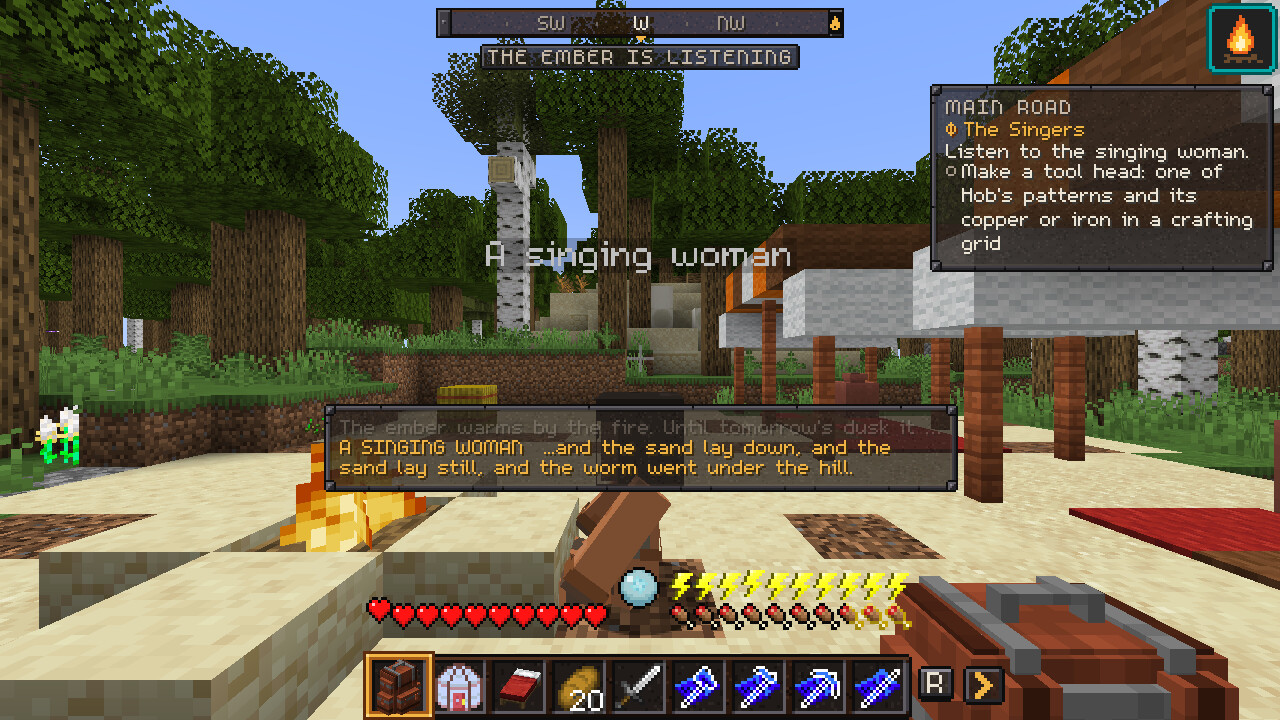 SW W NW
THE EMBER IS LISTENING
MAIN ROAD
The Singers
Listen to the singing woman.
Make a tool head: one of
Hob's patterns and its
copper or iron in a crafting
grid
A singing woman
The ember warms by the fire. Until tomorrow's dusk it ...
A SINGING WOMAN ...and the sand lay down, and the
sand lay still, and the worm went under the hill.
20
R